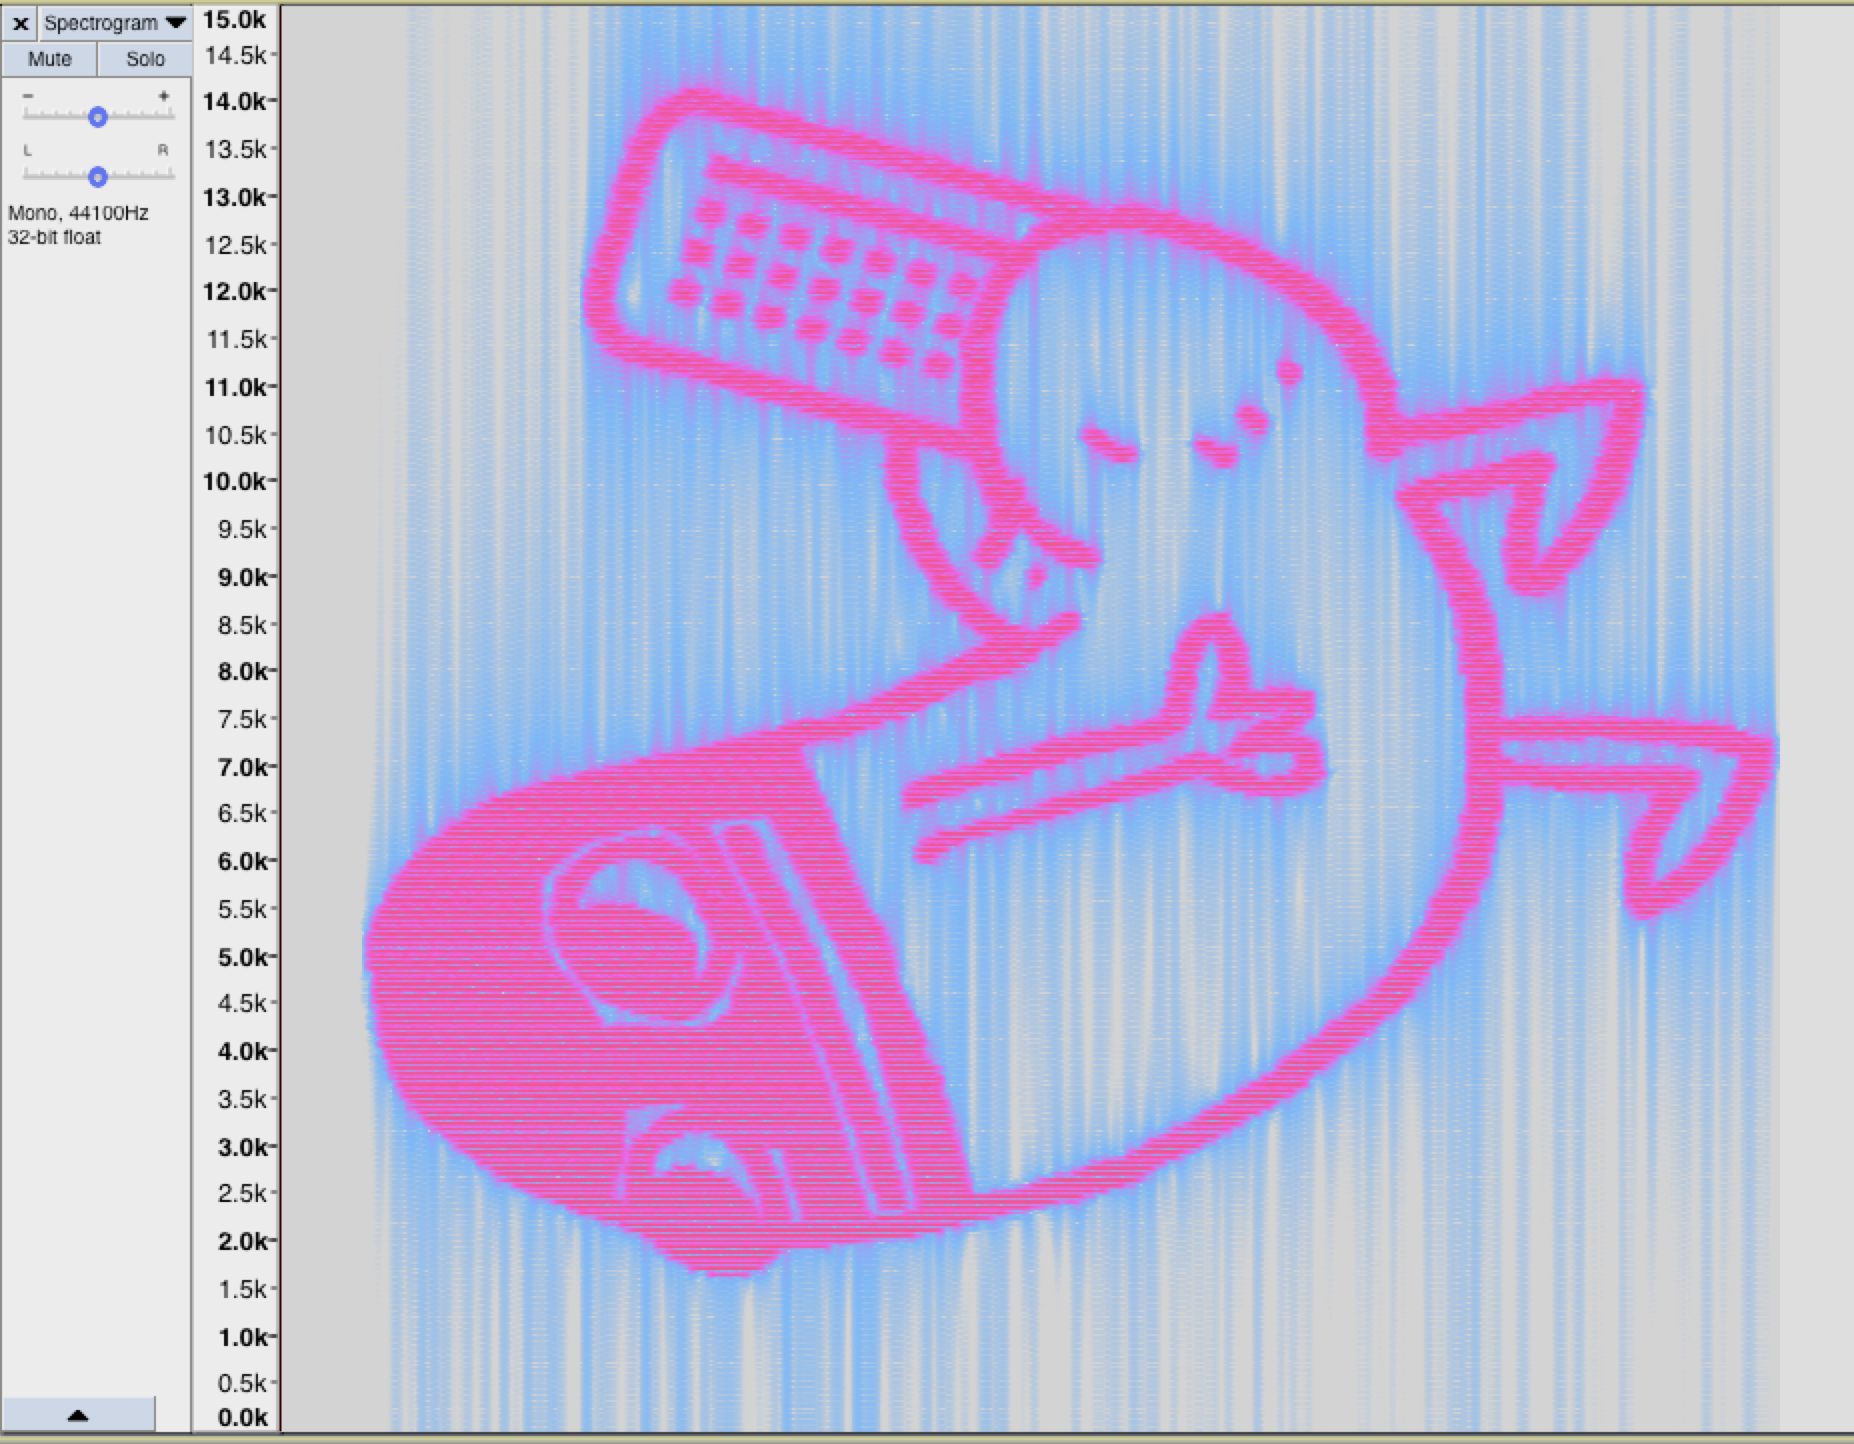 x Spectrogram
Mute Solo
- +
L R
Mono, 44100Hz
32-bit float
15.0k
14.5k
14.0k
13.5k
13.0k
12.5k
12.0k
11.5k
11.0k
10.5k
10.0k
9.5k
9.0k
8.5k
8.0k
7.5k
7.0k
6.5k
6.0k
5.5k
5.0k
4.5k
4.0k
3.5k
3.0k
2.5k
2.0k
1.5k
1.0k
0.5k
0.0k